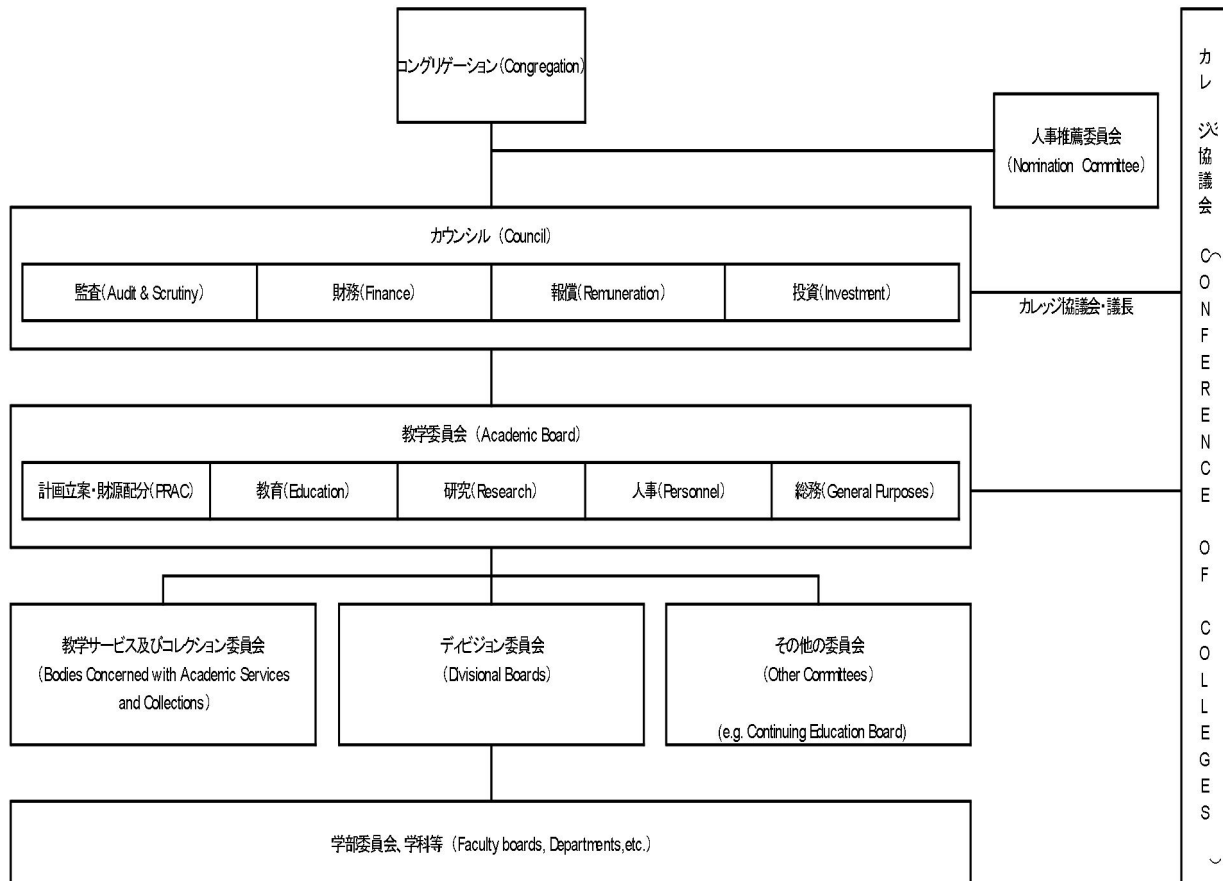 コングリゲーション(Congregation)
人事推薦委員会
(Nomination Committee)
カウンシル (Council)
監査(Audit & Scrutiny)
財務(Finance)
報償(Remuneration)
投資(Investment)
カレッジ協議会・議長
教学委員会 (Academic Board)
計画立案・財源配分(PRAC)
教育(Education)
研究(Research)
人事(Personnel)
総務(General Purposes)
教学サービス及びコレクション委員会
(Bodies Concerned with Academic Services
and Collections)
ディビジョン委員会
(Divisional Boards)
その他の委員会
(Other Committees)
(e.g. Continuing Education Board)
学部委員会、学科等 (Faculty boards, Departments,etc.)
協議会 (CONFERENCE OF COLLEGES)